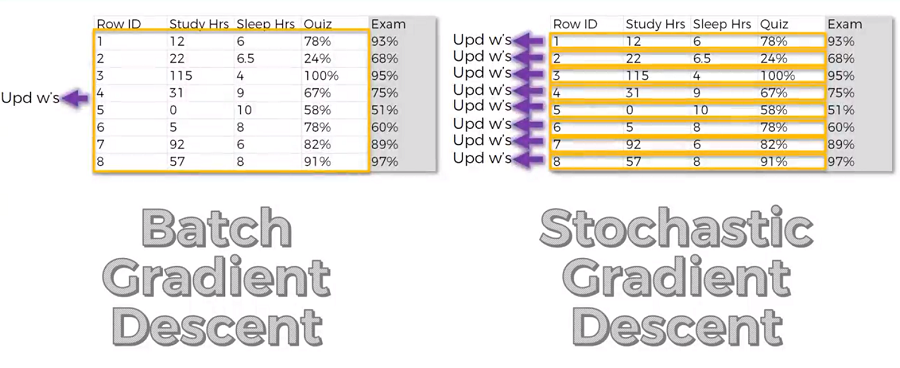 Row ID Study Hrs Sleep Hrs Quiz Exam
1 12 6 78% 93%
2 22 6.5 24% 68%
3 115 4 100% 95%
4 31 9 67% 75%
5 0 10 58% 51%
6 5 8 78% 60%
7 92 6 82% 89%
8 57 8 91% 97%
Upd w's
Batch
Gradient
Descent
Row ID Study Hrs Sleep Hrs Quiz Exam
Upd w's 1 12 6 78% 93%
Upd w's 2 22 6.5 24% 68%
Upd w's 3 115 4 100% 95%
Upd w's 4 31 9 67% 75%
Upd w's 5 0 10 58% 51%
Upd w's 6 5 8 78% 60%
Upd w's 7 92 6 82% 89%
Upd w's 8 57 8 91% 97%
Stochastic
Gradient
Descent